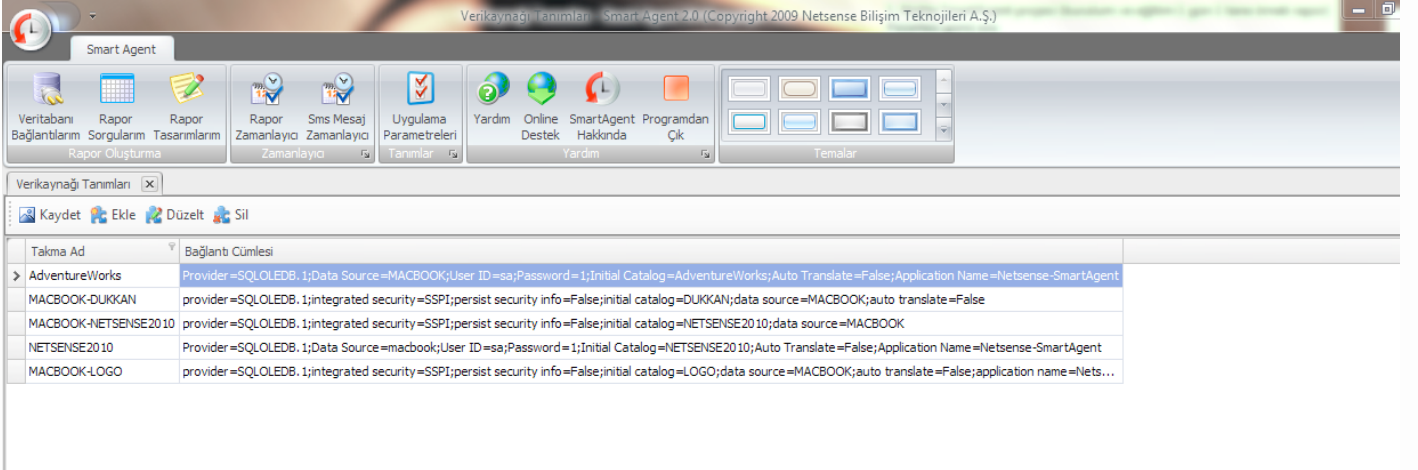 Verikaynağı Tanımları - Smart Agent 2.0 (Copyright 2009 Netsense Bilişim Teknojileri A.Ş.)
Smart Agent
Veritabanı Bağlantılarım
Rapor Sorgularım
Rapor Tasarımlarım
Rapor Zamanlayıcı
Sms Mesaj Zamanlayıcı
Uygulama Parametreleri
Yardım
Online Destek
SmartAgent Hakkında
Programdan Çık
Rapor Oluşturma
Zamanlayıcı
Tanımlar
Yardım
Temalar
Verikaynağı Tanımları
Kaydet Ekle Düzelt Sil
Takma Ad Bağlantı Cümlesi
AdventureWorks Provider=SQLOLEDB.1;Data Source=MACBOOK;User ID=sa;Password=1;Initial Catalog=AdventureWorks;Auto Translate=False;Application Name=Netsense-SmartAgent
MACBOOK-DUKKAN provider=SQLOLEDB.1;integrated security=SSPI;persist security info=False;initial catalog=DUKKAN;data source=MACBOOK;auto translate=False
MACBOOK-NETSENSE2010 provider=SQLOLEDB.1;integrated security=SSPI;persist security info=False;initial catalog=NETSENSE2010;data source=MACBOOK
NETSENSE2010 Provider=SQLOLEDB.1;Data Source=macbook;User ID=sa;Password=1;Initial Catalog=NETSENSE2010;Auto Translate=False;Application Name=Netsense-SmartAgent
MACBOOK-LOGO provider=SQLOLEDB.1;integrated security=SSPI;persist security info=False;initial catalog=LOGO;data source=MACBOOK;auto translate=False;application name=Nets...